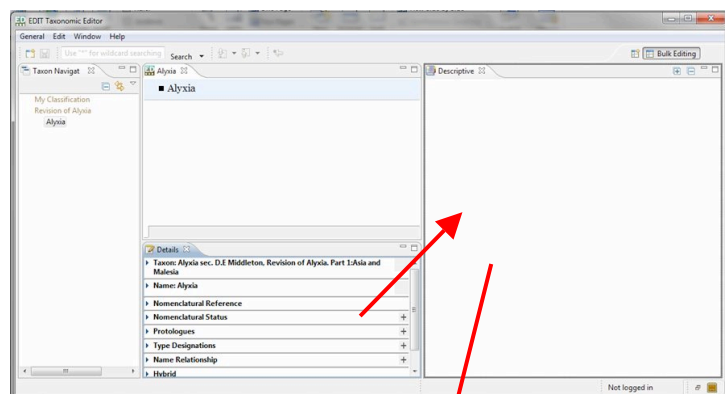 EDIT Taxonomic Editor
General Edit Window Help
Use "*" for wildcard searching Search
Bulk Editing
Taxon Navigat
My Classification
Revision of Alyxia
Alyxia
Alyxia
Alyxia
Details
Taxon: Alyxia sec. D.E Middleton, Revision of Alyxia. Part 1:Asia and
Malesia
Name: Alyxia
Nomenclatural Reference
Nomenclatural Status +
Protologues +
Type Designations +
Name Relationship +
Hybrid
Descriptive
Not logged in